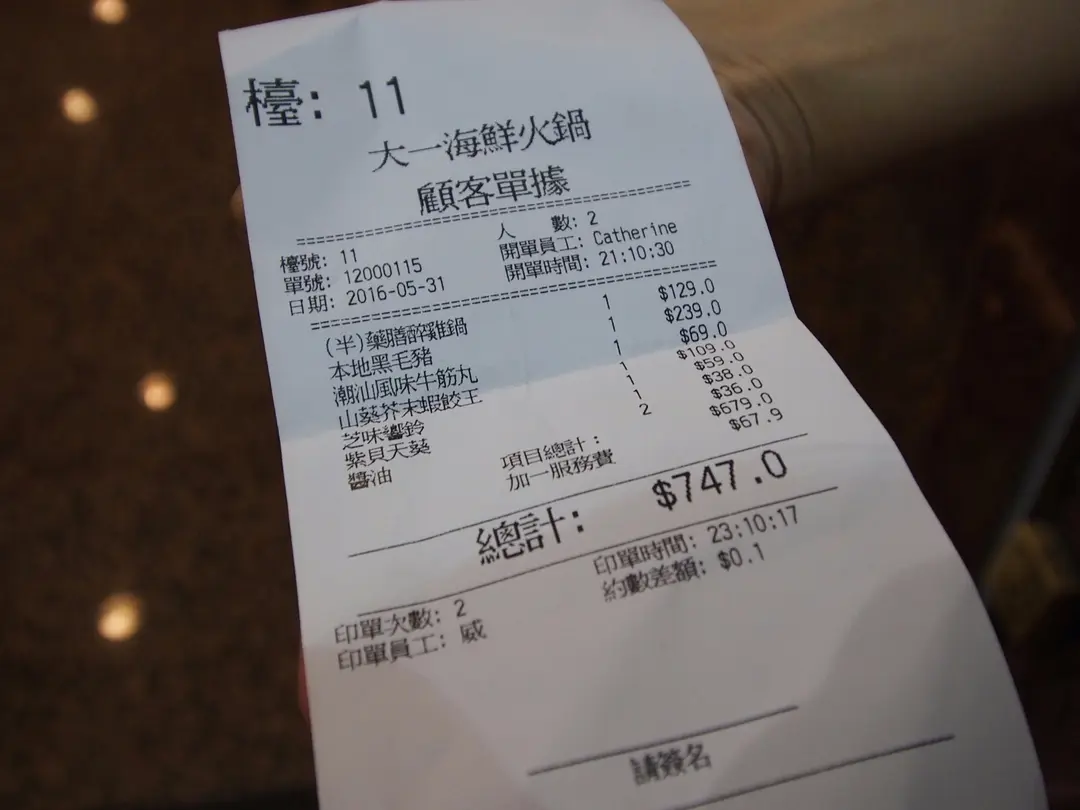 檯: 11
大一海鮮火鍋
顧客單據
檯號: 11 人 數: 2
單號: 12000115 開單員工: Catherine
日期: 2016-05-31 開單時間: 21:10:30
(半)藥膳醉雞鍋 1 $129.0
本地黑毛豬 1 $239.0
潮汕風味牛筋丸 1 $69.0
山葵芥末蝦餃王 1 $109.0
芝味響鈴 1 $59.0
紫貝天葵 1 $38.0
醬油 2 $36.0
項目總計: $679.0
加一服務費 $67.9
總計: $747.0
印單時間: 23:10:17
約數差額: $0.1
印單次數: 2
印單員工: 威
請簽名